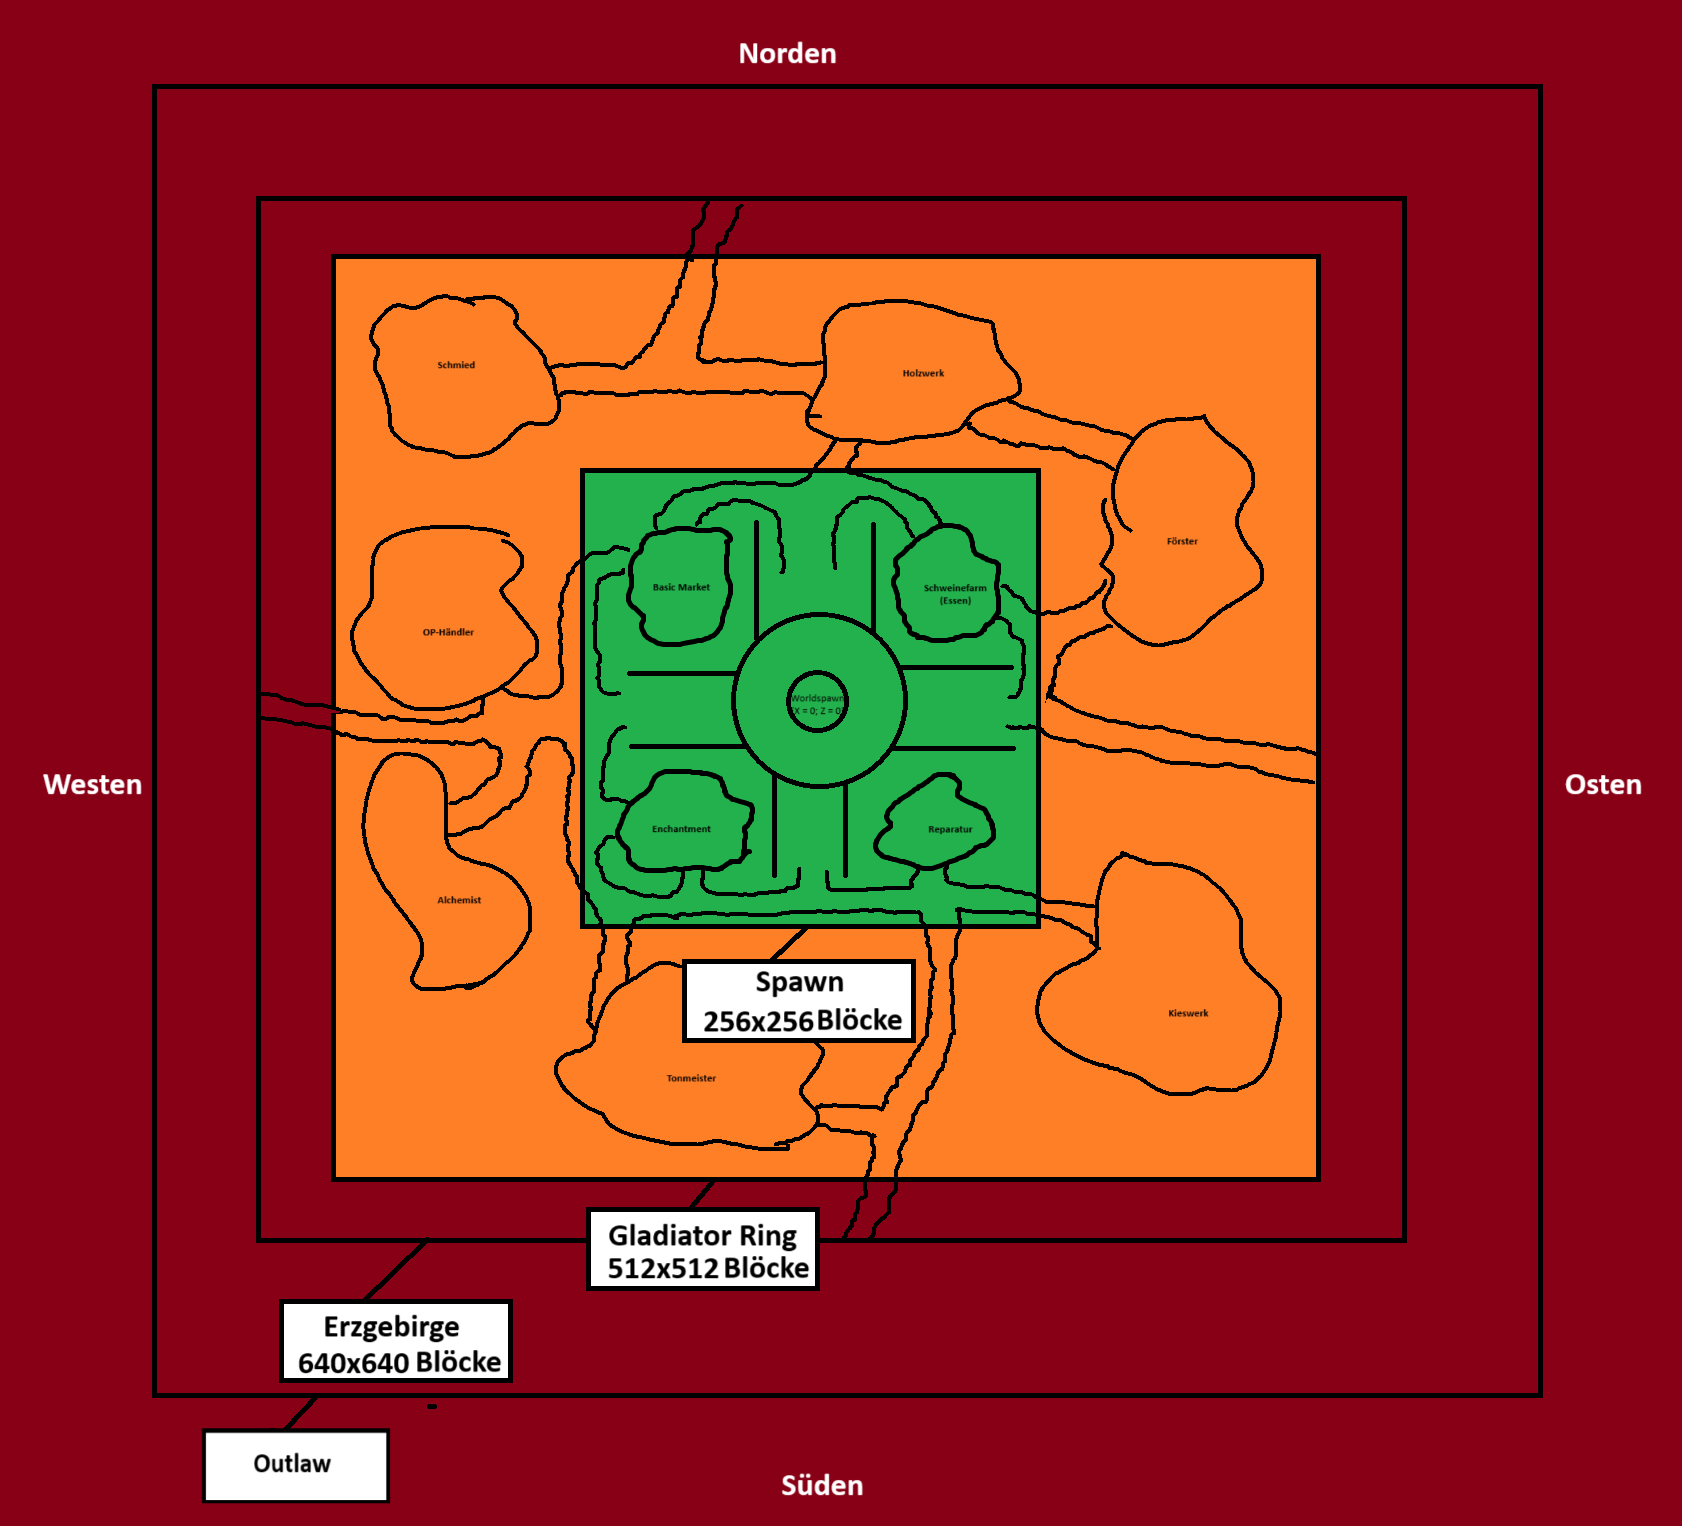 Norden
Schmied
Holzwerk
Förster
Basic Market
Schweinefarm
(Essen)
OP-Händler
Worldspawn
(X = 0; Z = 0)
Westen
Osten
Enchantment
Reparatur
Alchemist
Spawn
256x256 Blöcke
Kieswerk
Tonmeister
Gladiator Ring
512x512 Blöcke
Erzgebirge
640x640 Blöcke
Outlaw
Süden